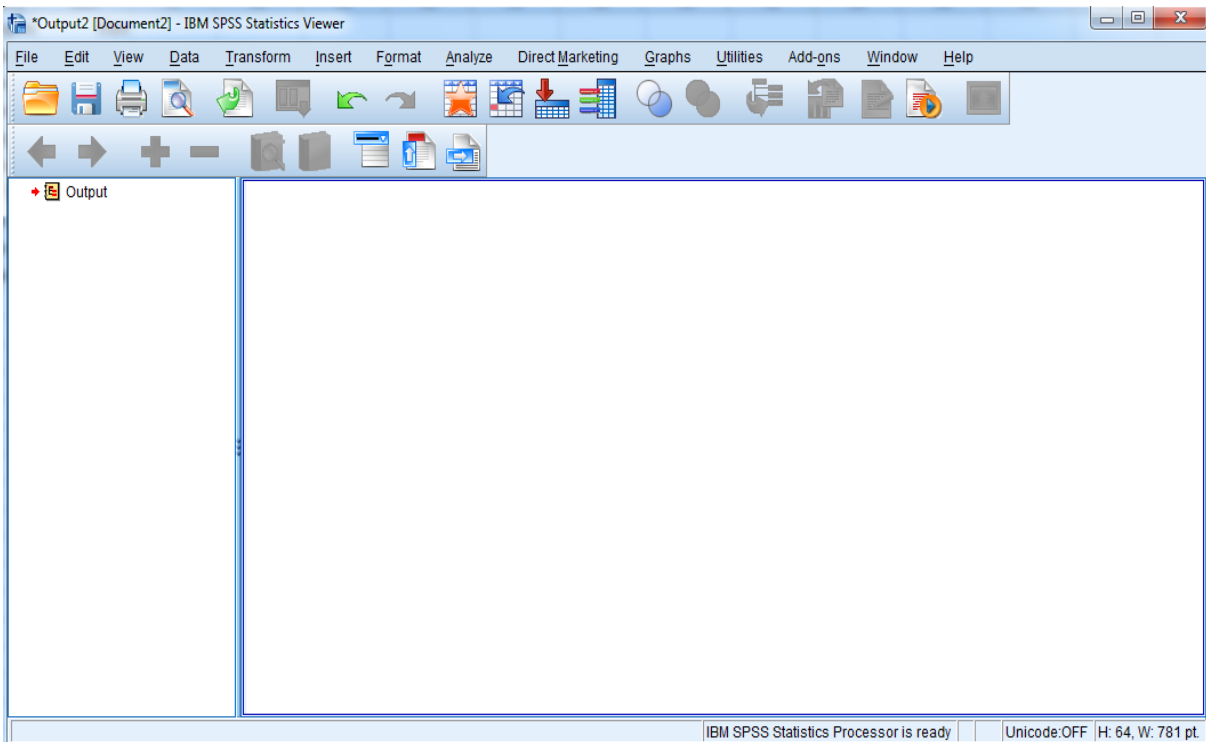 *Output2 [Document2] - IBM SPSS Statistics Viewer
File Edit View Data Transform Insert Format Analyze Direct Marketing Graphs Utilities Add-ons Window Help
Output
IBM SPSS Statistics Processor is ready Unicode:OFF H: 64, W: 781 pt.